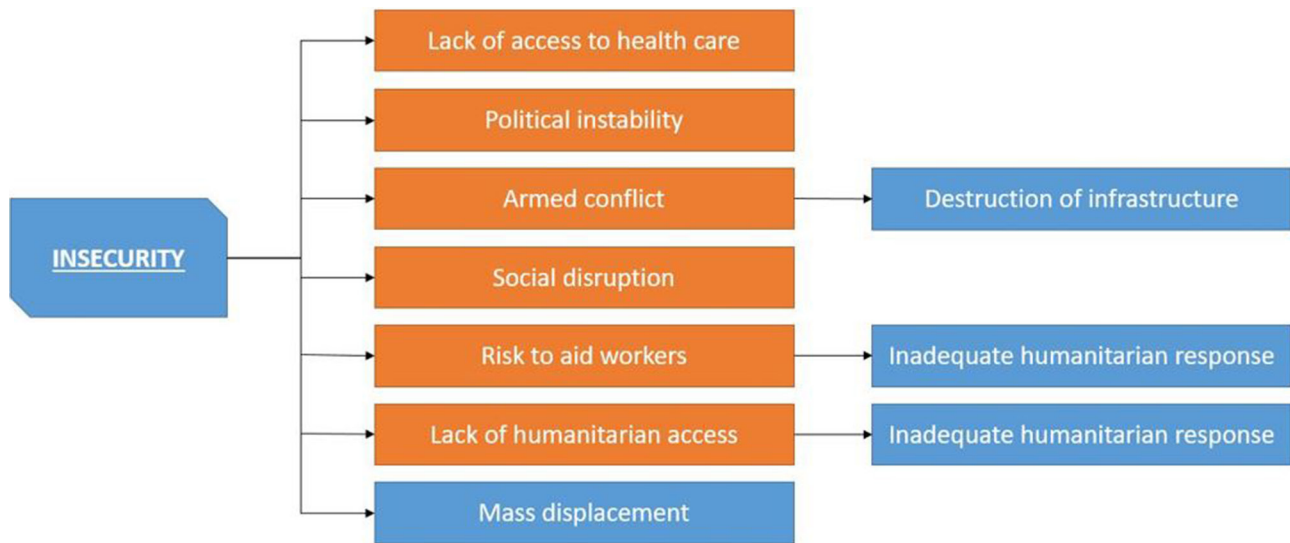 Lack of access to health care
Political instability
Armed conflict
Destruction of infrastructure
INSECURITY
Social disruption
Risk to aid workers
Inadequate humanitarian response
Lack of humanitarian access
Inadequate humanitarian response
Mass displacement